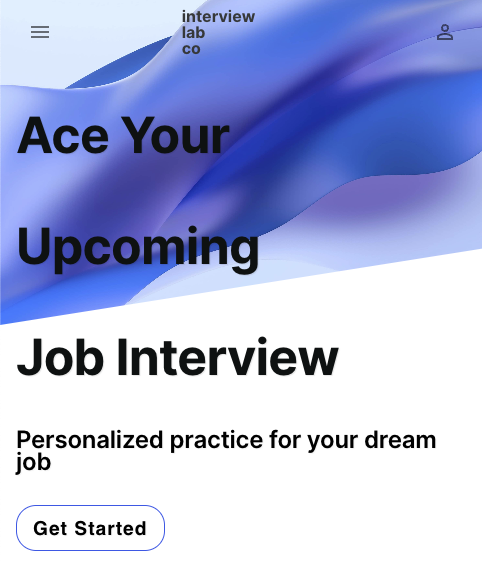 interview
lab
co
Ace Your
Upcoming
Job Interview
Personalized practice for your dream
job
Get Started